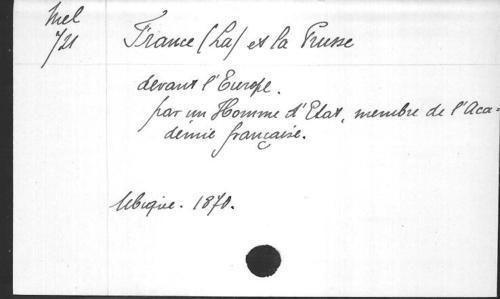 Mel
721
France (La) et la Prusse
devant l'Europe.
par un Homme d'Etat, membre de l'Aca-
démie française.
Ubique. 1870.